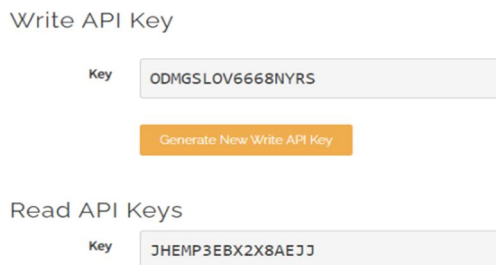 Write API Key
Key ODMGSLOV6668NYRS
Generate New Write API Key
Read API Keys
Key JHEMP3EBX2X8AEJJ